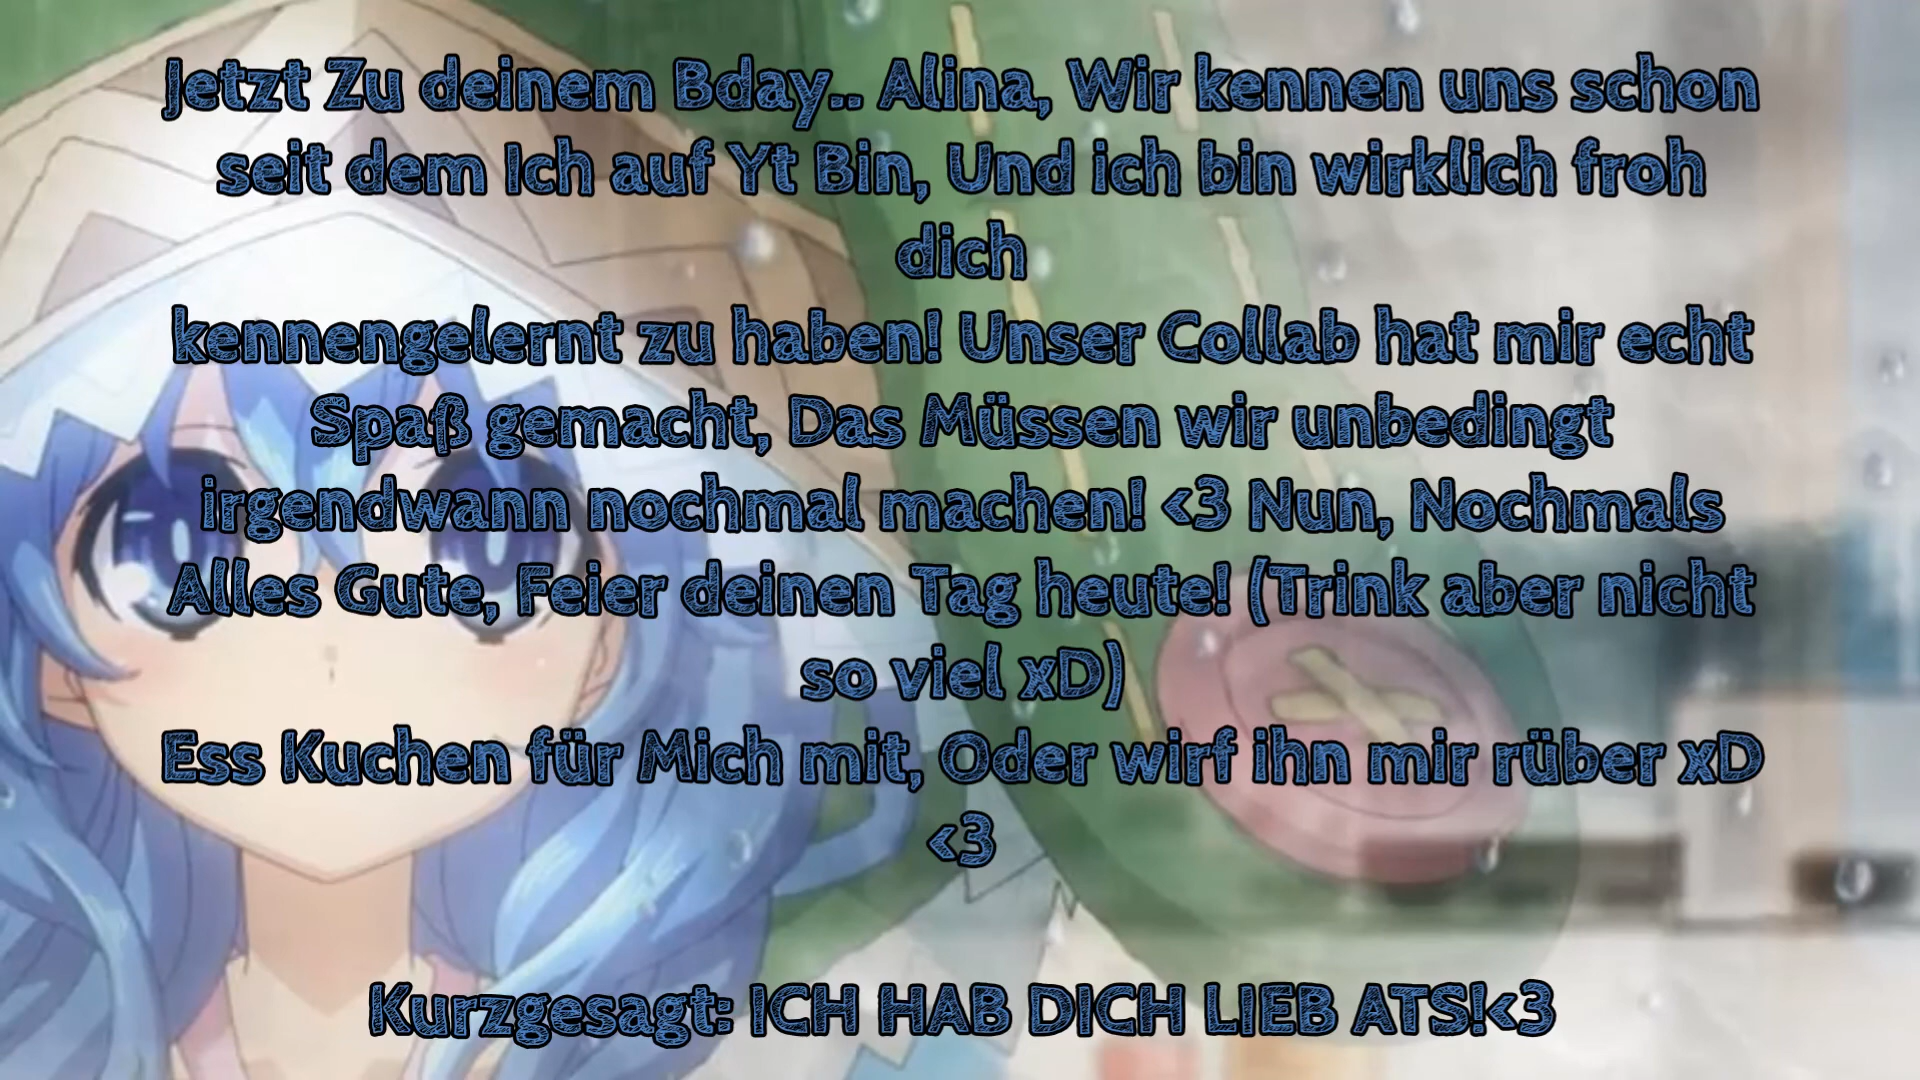 Jetzt Zu deinem Bday.. Alina, Wir kennen uns schon
seit dem Ich auf Yt Bin, Und ich bin wirklich froh
dich
kennengelernt zu haben! Unser Collab hat mir echt
Spaß gemacht, Das Müssen wir unbedingt
irgendwann nochmal machen! <3 Nun, Nochmals
Alles Gute, Feier deinen Tag heute! (Trink aber nicht
so viel xD)
Ess Kuchen für Mich mit, Oder wirf ihn mir rüber xD
<3
Kurzgesagt: ICH HAB DICH LIEB ATS!<3